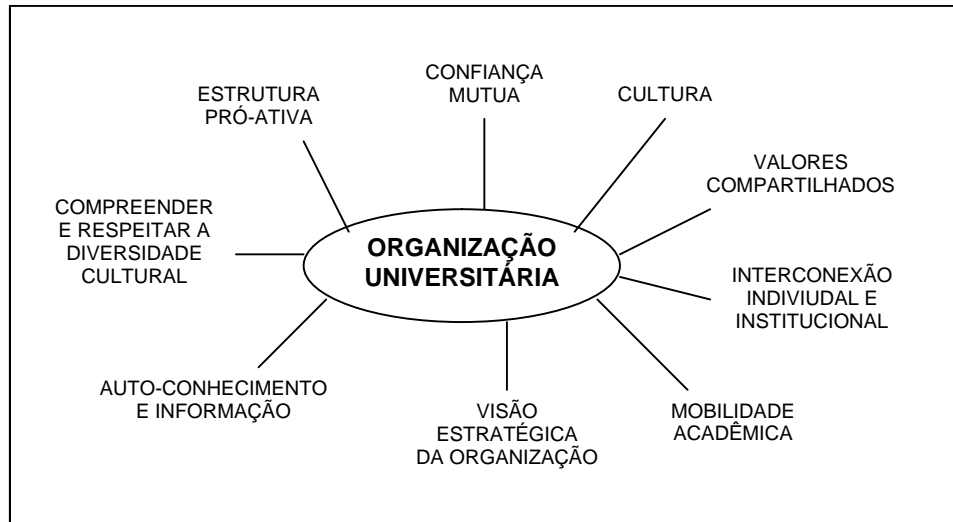 CONFIANÇA
MUTUA
ESTRUTURA
PRÓ-ATIVA
CULTURA
VALORES
COMPARTILHADOS
COMPREENDER
E RESPEITAR A
DIVERSIDADE
CULTURAL
ORGANIZAÇÃO
UNIVERSITÁRIA
INTERCONEXÃO
INDIVIUDAL E
INSTITUCIONAL
AUTO-CONHECIMENTO
E INFORMAÇÃO
VISÃO
ESTRATÉGICA
DA ORGANIZAÇÃO
MOBILIDADE
ACADÊMICA